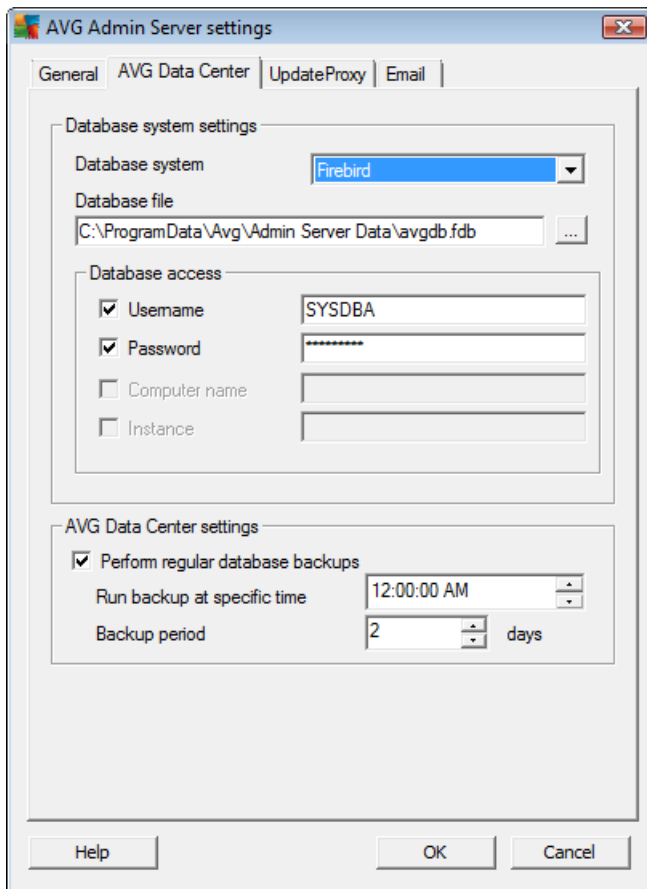 AVG Admin Server settings
General AVG Data Center UpdateProxy Email
Database system settings
Database system Firebird
Database file
C:\ProgramData\Avg\Admin Server Data\avgdb.fdb ...
Database access
Username SYSDBA
Password *********
Computer name
Instance
AVG Data Center settings
Perform regular database backups
Run backup at specific time 12:00:00 AM
Backup period 2 days
Help OK Cancel